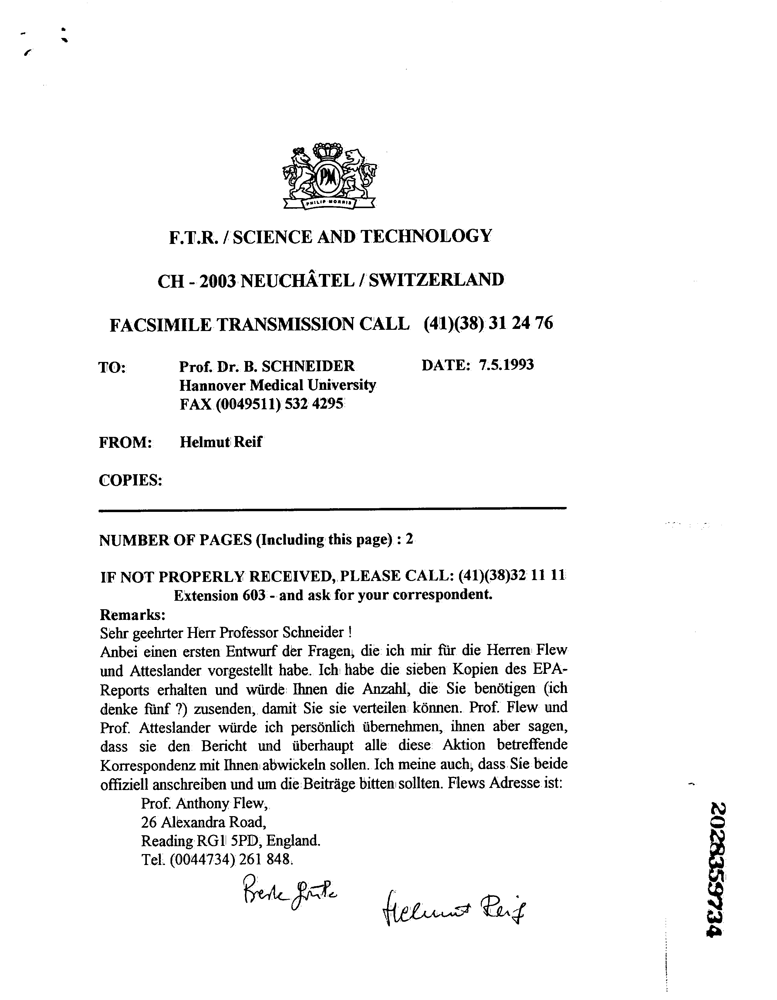 PM
PHILIP MORRIS
F.T.R. / SCIENCE AND TECHNOLOGY
CH - 2003 NEUCHÂTEL / SWITZERLAND
FACSIMILE TRANSMISSION CALL (41)(38) 31 24 76
TO: Prof. Dr. B. SCHNEIDER DATE: 7.5.1993
Hannover Medical University
FAX (0049511) 532 4295
FROM: Helmut Reif
COPIES:
NUMBER OF PAGES (Including this page) : 2
IF NOT PROPERLY RECEIVED, PLEASE CALL: (41)(38)32 11 11
Extension 603 - and ask for your correspondent.
Remarks:
Sehr geehrter Herr Professor Schneider !
Anbei einen ersten Entwurf der Fragen, die ich mir für die Herren Flew
und Atteslander vorgestellt habe. Ich habe die sieben Kopien des EPA-
Reports erhalten und würde Ihnen die Anzahl, die Sie benötigen (ich
denke fünf ?) zusenden, damit Sie sie verteilen können. Prof. Flew und
Prof. Atteslander würde ich persönlich übernehmen, ihnen aber sagen,
dass sie den Bericht und überhaupt alle diese Aktion betreffende
Korrespondenz mit Ihnen abwickeln sollen. Ich meine auch, dass Sie beide
offiziell anschreiben und um die Beiträge bitten sollten. Flews Adresse ist:
Prof. Anthony Flew,
26 Alexandra Road,
Reading RG1 5PD, England.
Tel. (0044734) 261 848.
Beste Grüße
Helmut Reif
2028359734